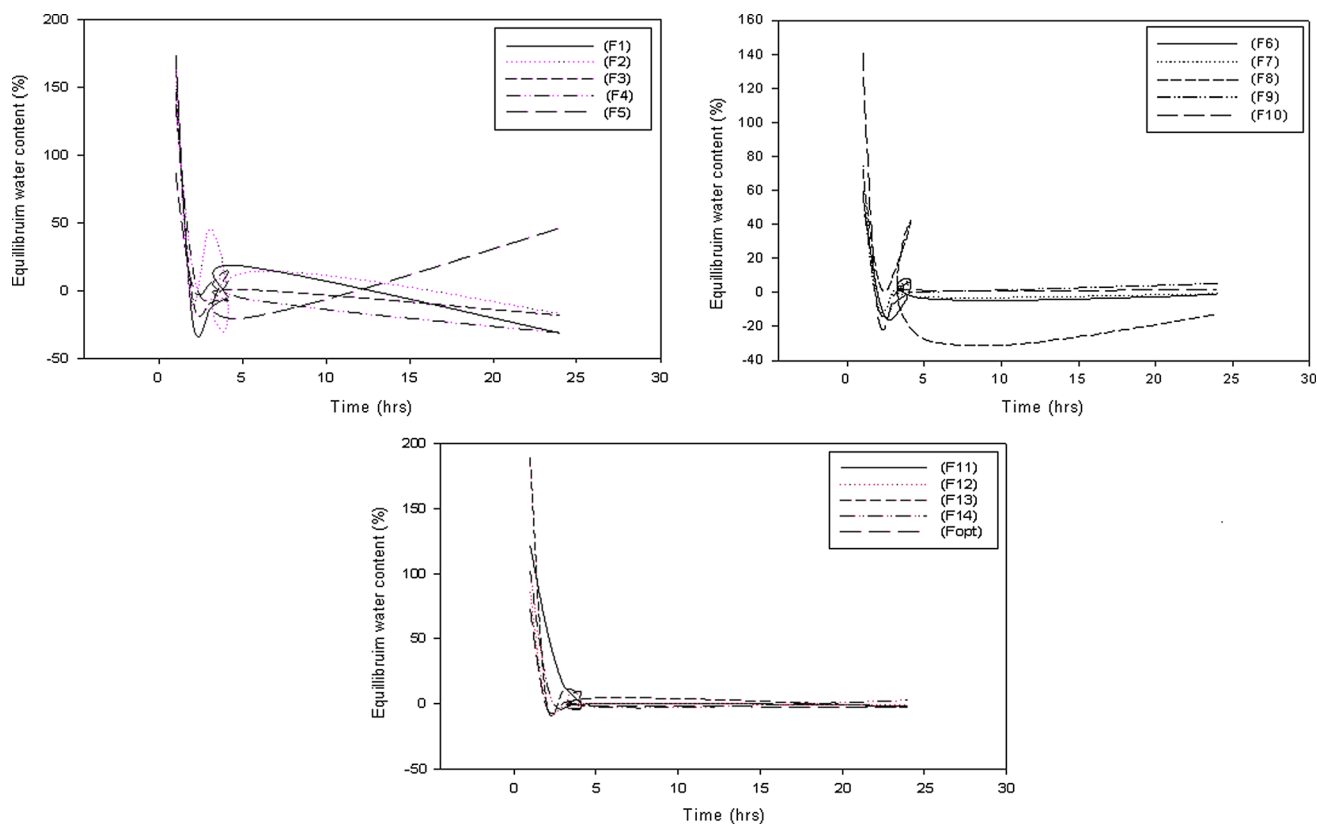 200
150
100
50
0
-50
0
5
10
15
20
25
30
Equillibruim water content (%)
Time (hrs)
(F1)
(F2)
(F3)
(F4)
(F5)
160
140
120
100
80
60
40
20
0
-20
-40
0
5
10
15
20
25
30
Equillibruim water content (%)
Time (hrs)
(F6)
(F7)
(F8)
(F9)
(F10)
200
150
100
50
0
-50
0
5
10
15
20
25
30
Equillibruim water content (%)
Time (hrs)
(F11)
(F12)
(F13)
(F14)
(Fopt)